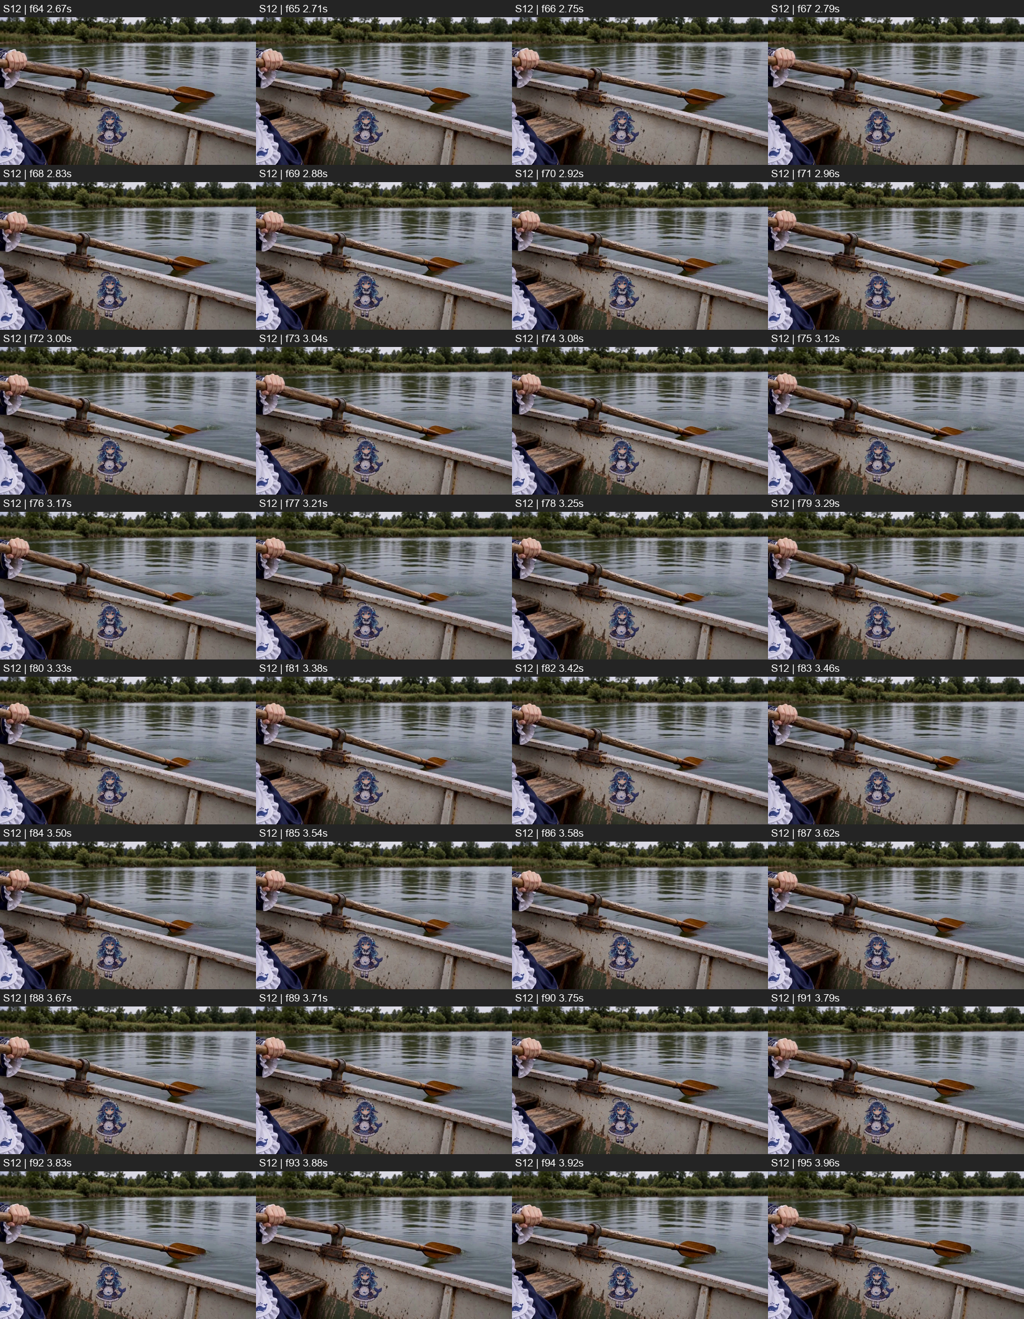 S12 | f64 2.67s
S12 | f65 2.71s
S12 | f66 2.75s
S12 | f67 2.79s
S12 | f68 2.83s
S12 | f69 2.88s
S12 | f70 2.92s
S12 | f71 2.96s
S12 | f72 3.00s
S12 | f73 3.04s
S12 | f74 3.08s
S12 | f75 3.12s
S12 | f76 3.17s
S12 | f77 3.21s
S12 | f78 3.25s
S12 | f79 3.29s
S12 | f80 3.33s
S12 | f81 3.38s
S12 | f82 3.42s
S12 | f83 3.46s
S12 | f84 3.50s
S12 | f85 3.54s
S12 | f86 3.58s
S12 | f87 3.62s
S12 | f88 3.67s
S12 | f89 3.71s
S12 | f90 3.75s
S12 | f91 3.79s
S12 | f92 3.83s
S12 | f93 3.88s
S12 | f94 3.92s
S12 | f95 3.96s